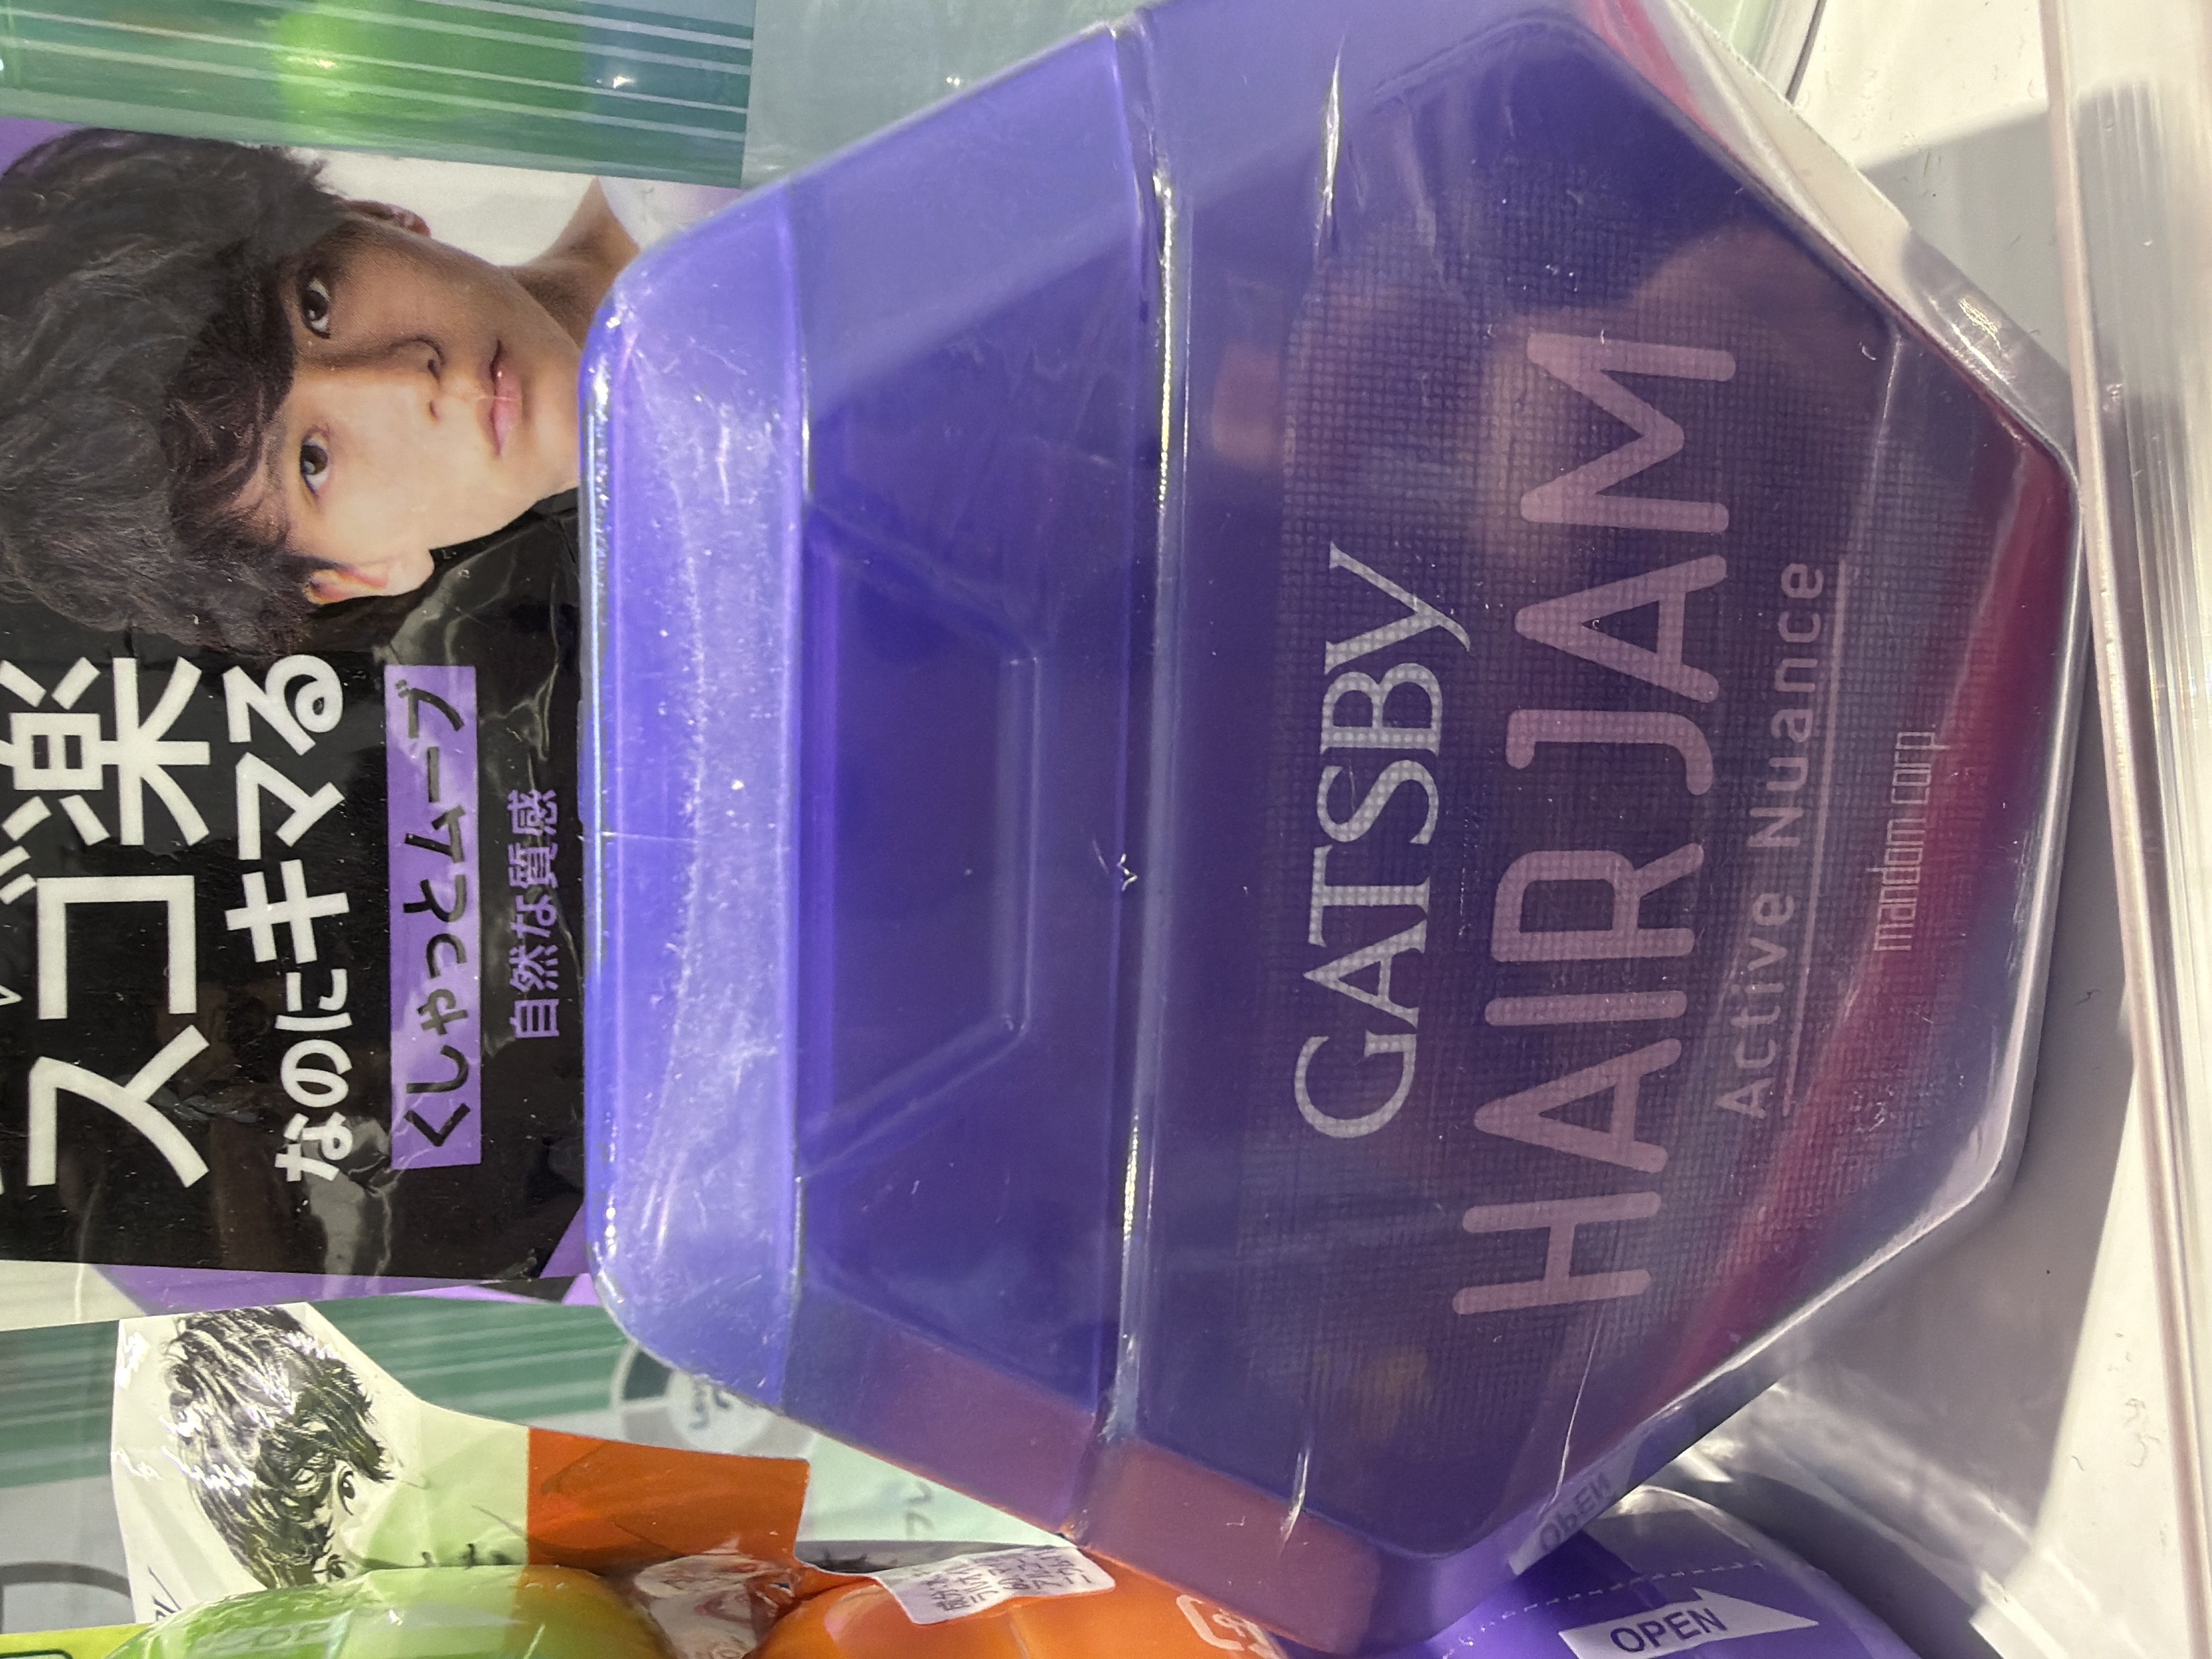 スゴ楽
なのにキマる
くしゃっとムーブ
自然な質感
GATSBY
HAIR JAM
Active Nuance
mandom corp
OPEN
OPEN